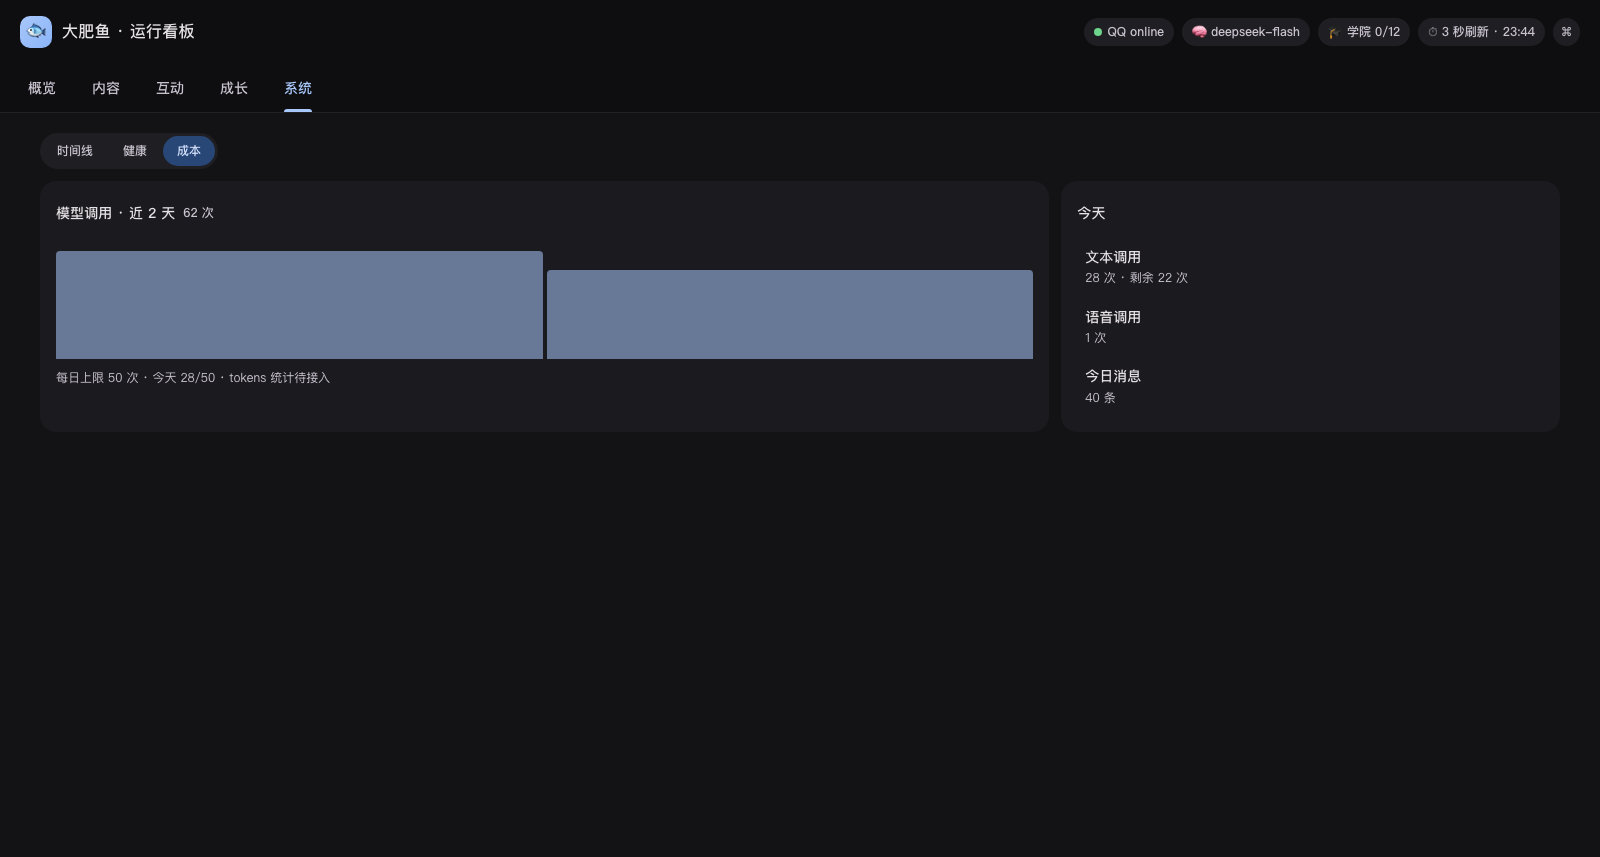 大肥鱼 · 运行看板
QQ online
deepseek-flash
学院 0/12
3 秒刷新 · 23:44
⌘
概览
内容
互动
成长
系统
时间线
健康
成本
模型调用 · 近 2 天 62 次
每日上限 50 次 · 今天 28/50 · tokens 统计待接入
今天
文本调用
28 次 · 剩余 22 次
语音调用
1 次
今日消息
40 条